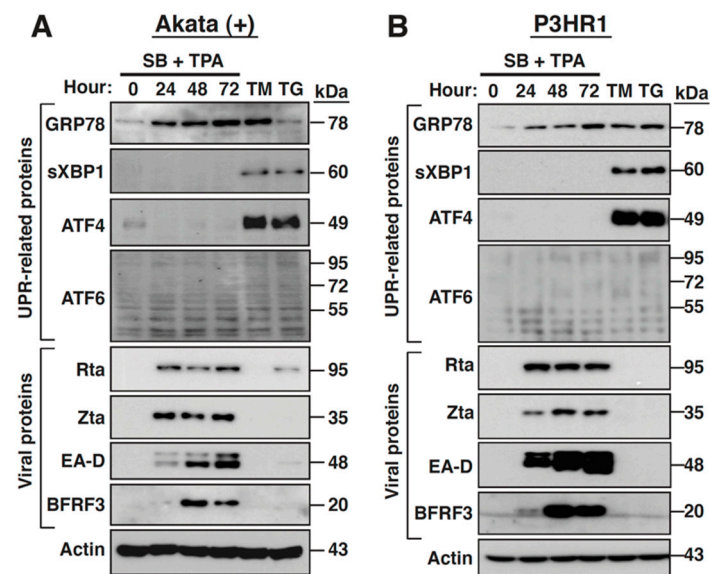 A
Akata (+)
SB + TPA
Hour: 0 24 48 72 TM TG kDa
UPR-related proteins
GRP78 78
sXBP1 60
ATF4 49
ATF6 95
72
55
Viral proteins
Rta 95
Zta 35
EA-D 48
BFRF3 20
Actin 43
B
P3HR1
SB + TPA
Hour: 0 24 48 72 TM TG kDa
UPR-related proteins
GRP78 78
sXBP1 60
ATF4 49
ATF6 95
72
55
Viral proteins
Rta 95
Zta 35
EA-D 48
BFRF3 20
Actin 43